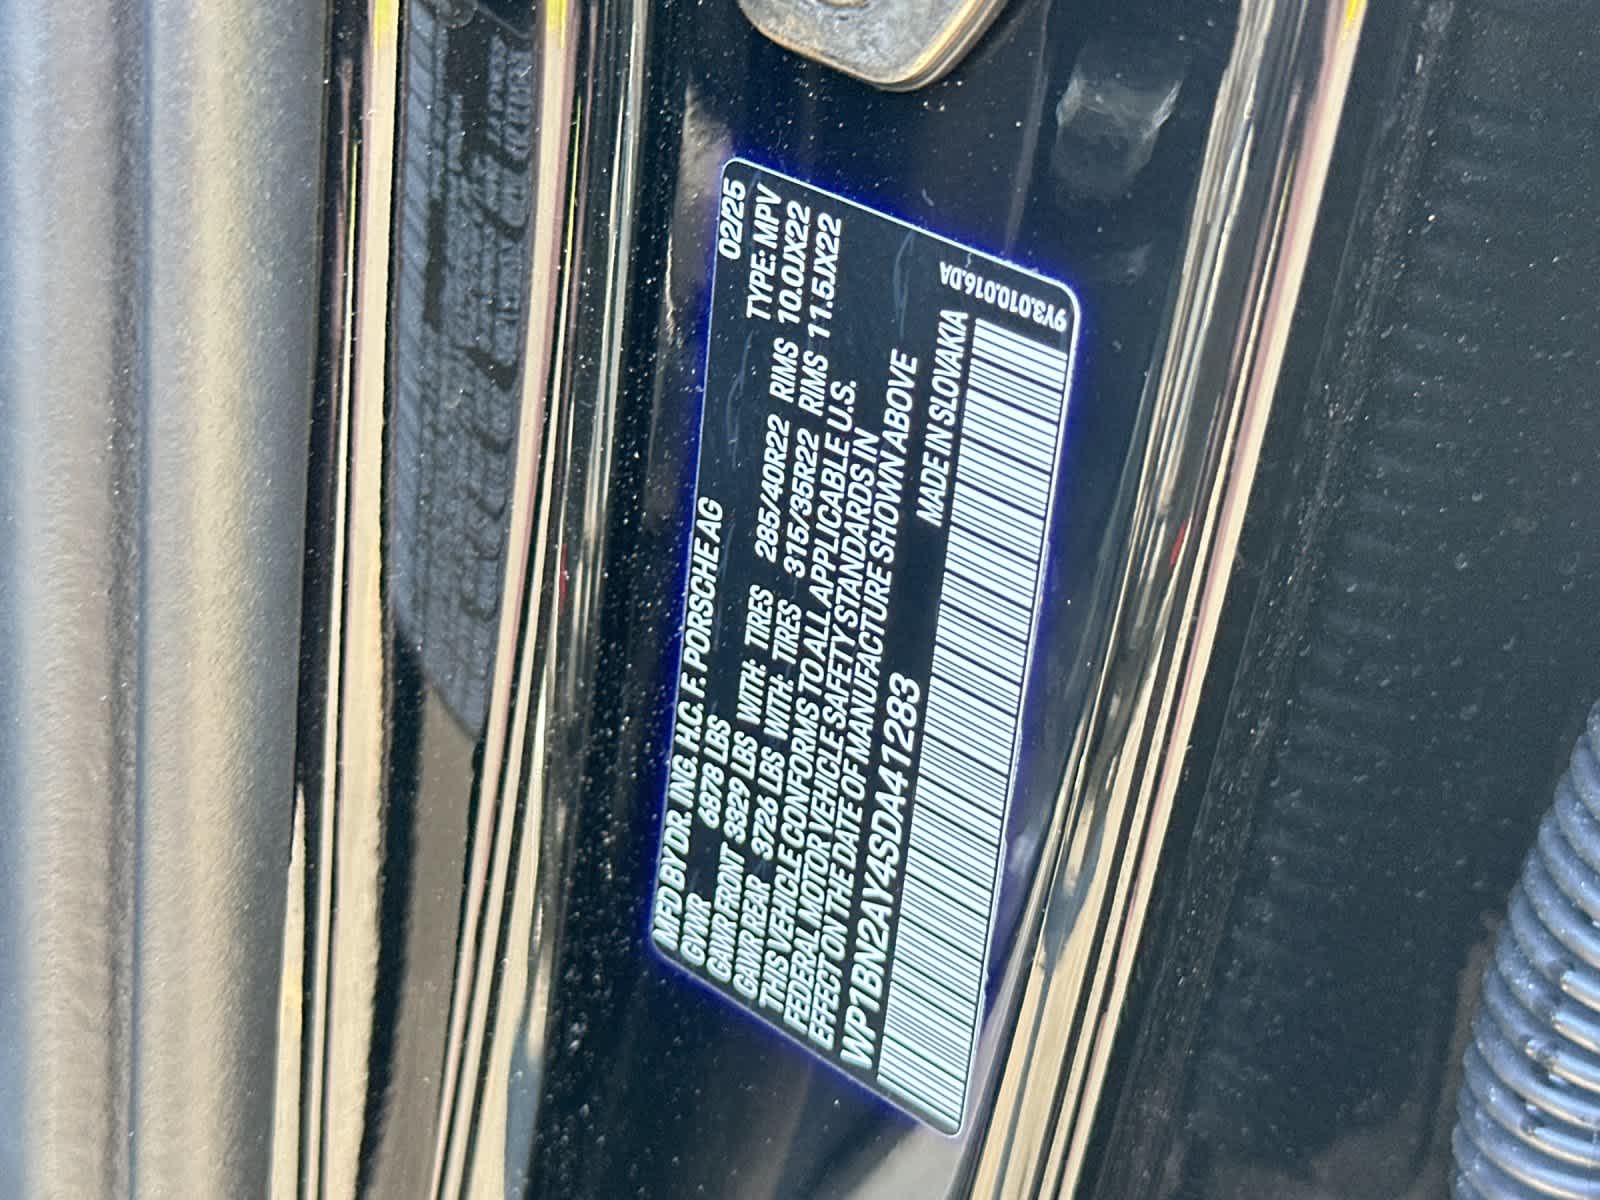 MFD BY DR. ING. H.C. F. PORSCHE AG 02/25
GVWR 6878 LBS TYPE: MPV
GAWR FRONT 3329 LBS WITH: TIRES 285/40R22 RIMS 10.0JX22
GAWR REAR 3726 LBS WITH: TIRES 315/35R22 RIMS 11.5JX22
THIS VEHICLE CONFORMS TO ALL APPLICABLE U.S.
FEDERAL MOTOR VEHICLE SAFETY STANDARDS IN
EFFECT ON THE DATE OF MANUFACTURE SHOWN ABOVE
WP1BN2AY4SDA41283 MADE IN SLOVAKIA
9Y3.010.016.DA